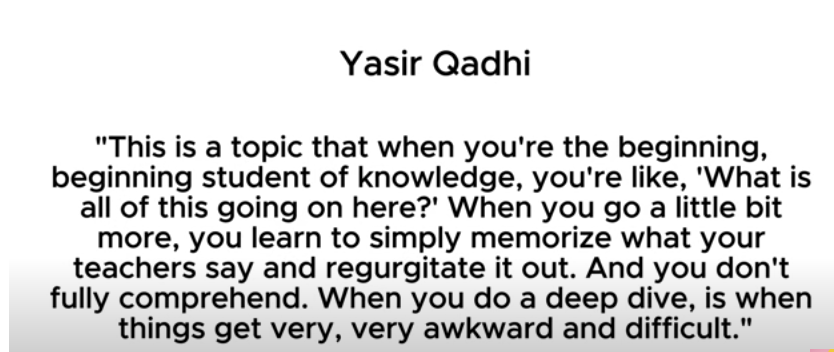 Yasir Qadhi
"This is a topic that when you're the beginning,
beginning student of knowledge, you're like, 'What is
all of this going on here?' When you go a little bit
more, you learn to simply memorize what your
teachers say and regurgitate it out. And you don't
fully comprehend. When you do a deep dive, is when
things get very, very awkward and difficult."